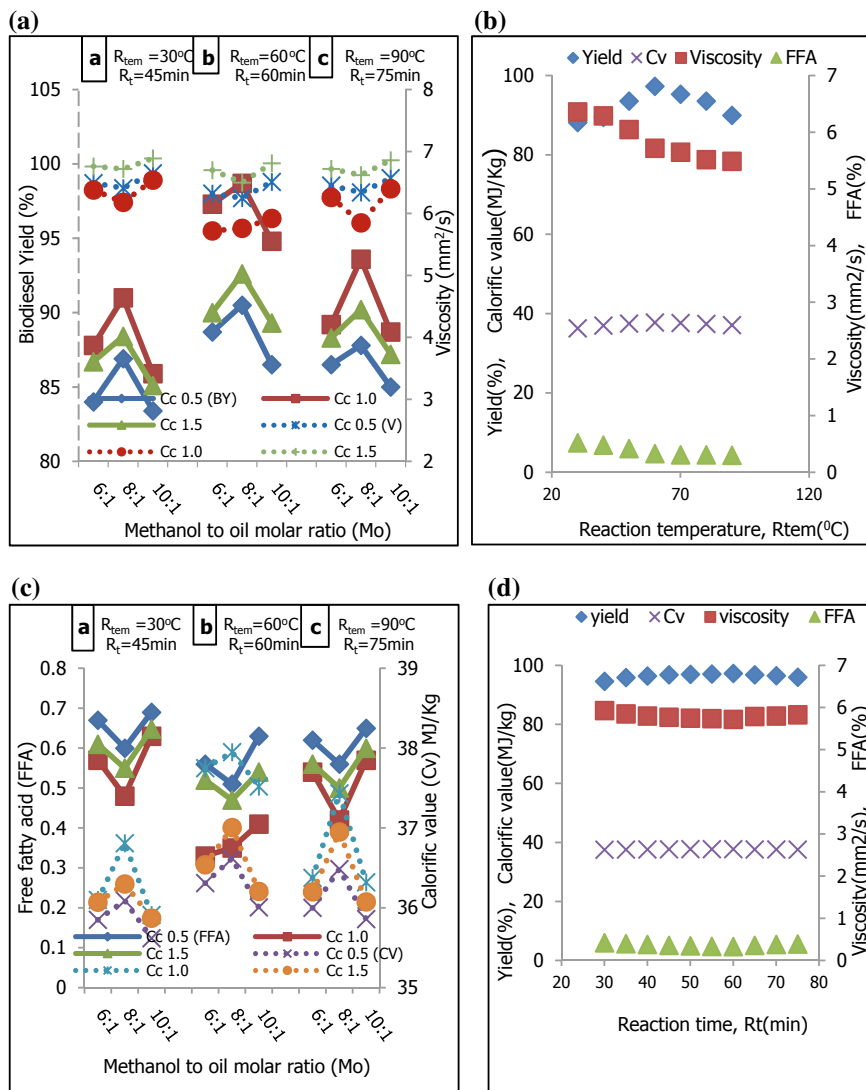 (a)
a R_tem =30°C b R_tem=60°C c R_tem =90°C
R_t=45min R_t=60min R_t=75min
105
100
95
90
85
80
Biodiesel Yield (%)
8
7
6
5
4
3
2
Viscosity (mm²/s)
Cc 0.5 (BY) Cc 1.0
Cc 1.5 Cc 0.5 (V)
Cc 1.0 Cc 1.5
6:1 8:1 10:1 6:1 8:1 10:1 6:1 8:1 10:1
Methanol to oil molar ratio (Mo)
(b)
Yield Cv Viscosity FFA
100
80
60
40
20
0
Yield(%), Calorific value(MJ/Kg)
7
6
5
4
3
2
1
0
Viscosity(mm2/s), FFA(%)
20 70 120
Reaction temperature, Rtem(⁰C)
(c)
a R_tem =30°C b R_tem=60°C c R_tem =90°C
R_t=45min R_t=60min R_t=75min
0.8
0.7
0.6
0.5
0.4
0.3
0.2
0.1
0
Free fatty acid (FFA)
39
38
37
36
35
Calorific value (Cv) MJ/Kg
Cc 0.5 (FFA) Cc 1.0
Cc 1.5 Cc 0.5 (CV)
Cc 1.0 Cc 1.5
6:1 8:1 10:1 6:1 8:1 10:1 6:1 8:1 10:1
Methanol to oil molar ratio (Mo)
(d)
yield Cv viscosity FFA
100
80
60
40
20
0
Yield(%), Calorific value(MJ/Kg)
7
6
5
4
3
2
1
0
Viscosity(mm2/s), FFA(%)
20 30 40 50 60 70 80
Reaction time, Rt(min)